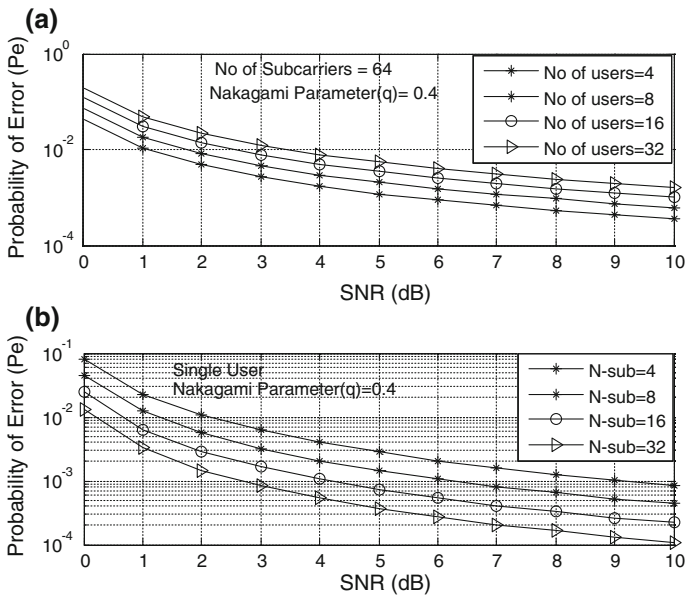 (a)
Probability of Error (Pe)
10^0
10^-2
10^-4
No of Subcarriers = 64
Nakagami Parameter(q)= 0.4
No of users=4
No of users=8
No of users=16
No of users=32
0 1 2 3 4 5 6 7 8 9 10
SNR (dB)
(b)
Probability of Error (Pe)
10^-1
10^-2
10^-3
10^-4
Single User
Nakagami Parameter(q)=0.4
N-sub=4
N-sub=8
N-sub=16
N-sub=32
0 1 2 3 4 5 6 7 8 9 10
SNR (dB)